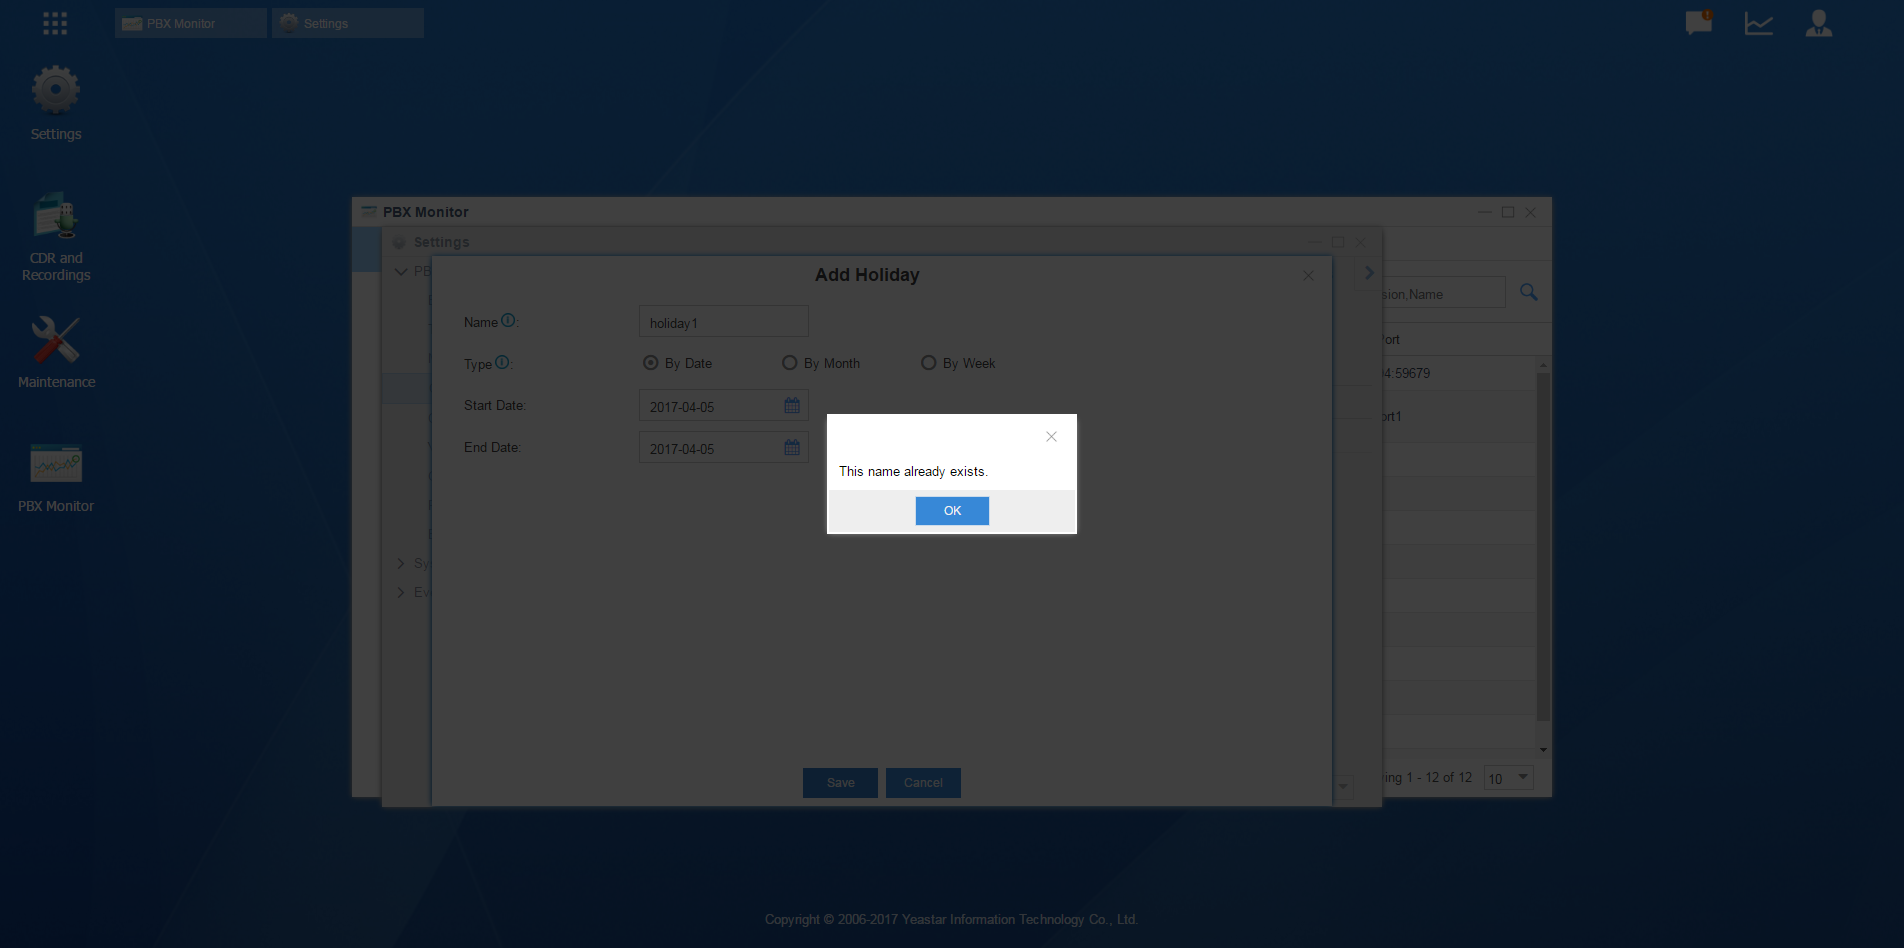 PBX Monitor
Settings
Settings
CDR and
Recordings
Maintenance
PBX Monitor
PBX Monitor
Settings
PB
Add Holiday
Name:
holiday1
Type:
By Date
By Month
By Week
Start Date:
2017-04-05
End Date:
2017-04-05
This name already exists.
OK
Sy
Eve
Save
Cancel
sion,Name
Port
04:59679
ort1
ing 1 - 12 of 12
10
Copyright © 2006-2017 Yeastar Information Technology Co., Ltd.